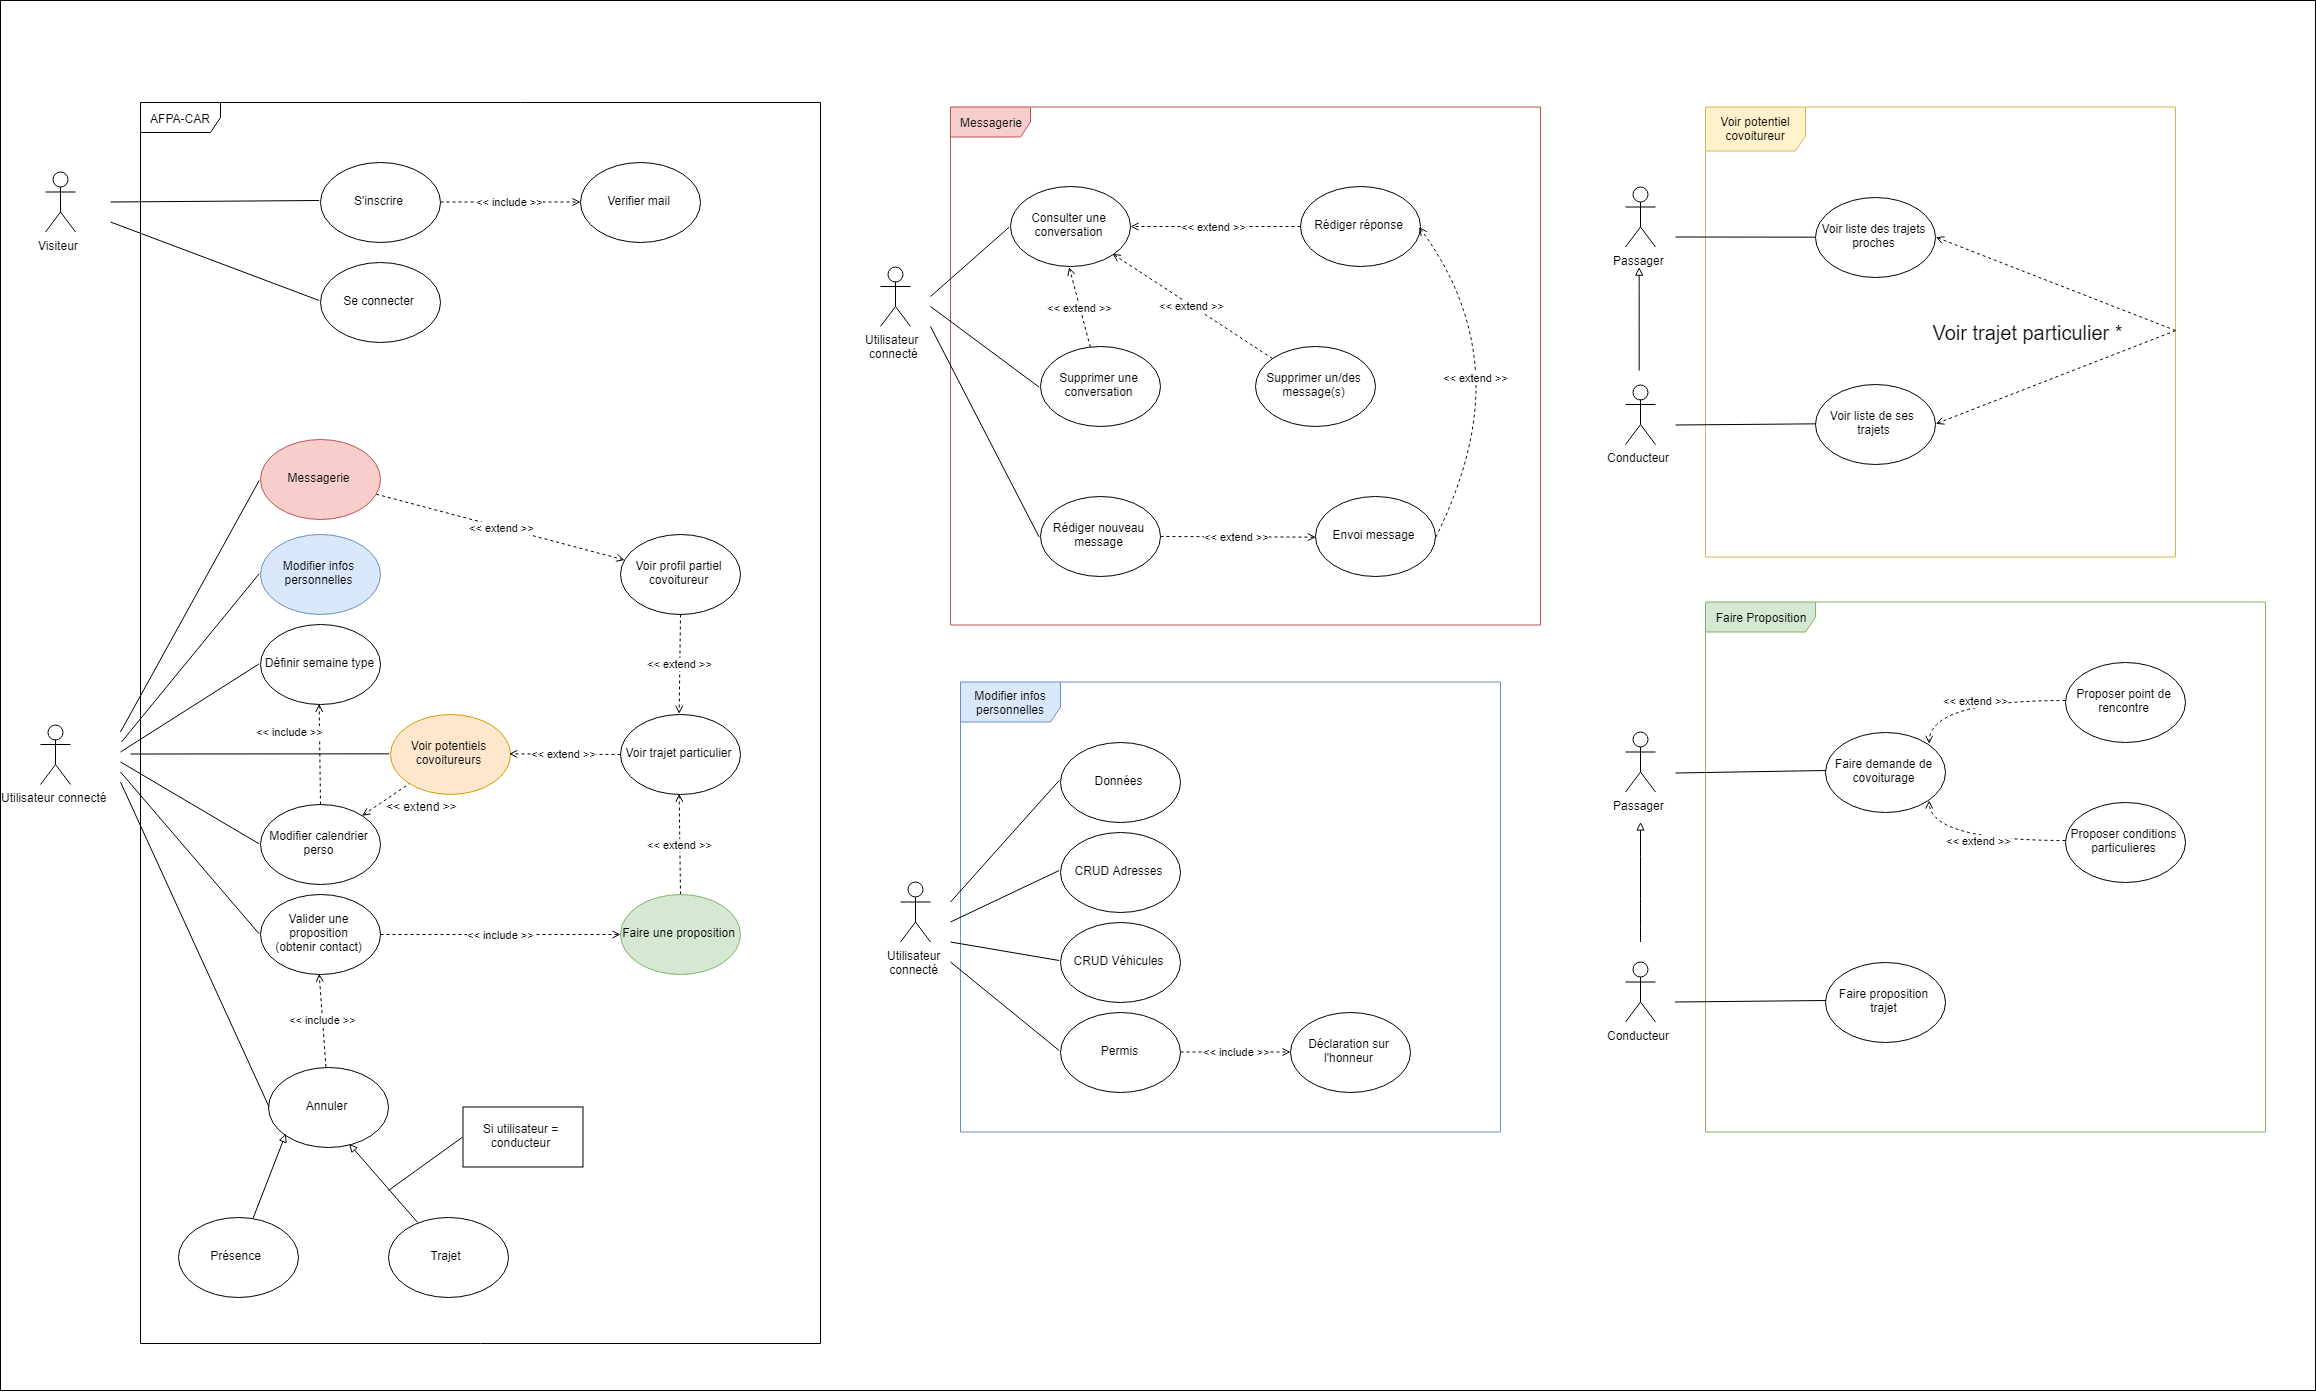 AFPA-CAR
Visiteur
S'inscrire
<< include >>
Verifier mail
Se connecter
Messagerie
<< extend >>
Modifier infos
personnelles
Voir profil partiel
covoitureur
Définir semaine type
<< extend >>
<< include >>
Utilisateur connecté
Voir potentiels
covoitureurs
<< extend >>
Voir trajet particulier
<< extend >>
Modifier calendrier
perso
<< extend >>
Valider une
proposition
(obtenir contact)
<< include >>
Faire une proposition
<< include >>
Annuler
Si utilisateur =
conducteur
Présence
Trajet
Messagerie
Utilisateur
connecté
Consulter une
conversation
<< extend >>
Rédiger réponse
<< extend >>
<< extend >>
Supprimer une
conversation
Supprimer un/des
message(s)
<< extend >>
Rédiger nouveau
message
<< extend >>
Envoi message
Modifier infos
personnelles
Utilisateur
connecté
Données
CRUD Adresses
CRUD Véhicules
Permis
<< include >>
Déclaration sur
l'honneur
Voir potentiel
covoitureur
Passager
Voir liste des trajets
proches
Voir trajet particulier *
Conducteur
Voir liste de ses
trajets
Faire Proposition
Passager
Faire demande de
covoiturage
<< extend >>
Proposer point de
rencontre
<< extend >>
Proposer conditions
particulieres
Conducteur
Faire proposition
trajet